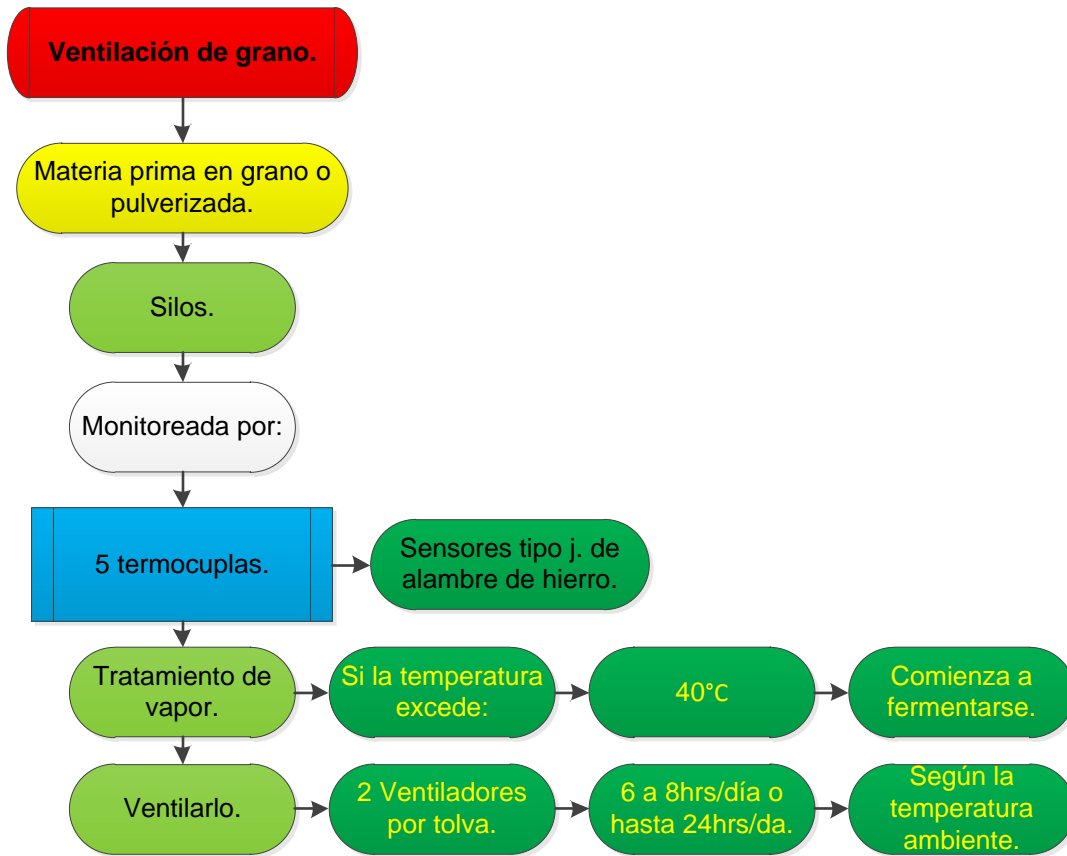 Ventilación de grano.
Materia prima en grano o
pulverizada.
Silos.
Monitoreada por:
5 termocuplas.
Sensores tipo j. de
alambre de hierro.
Tratamiento de
vapor.
Si la temperatura
excede:
40°C
Comienza a
fermentarse.
Ventilarlo.
2 Ventiladores
por tolva.
6 a 8hrs/día o
hasta 24hrs/da.
Según la
temperatura
ambiente.